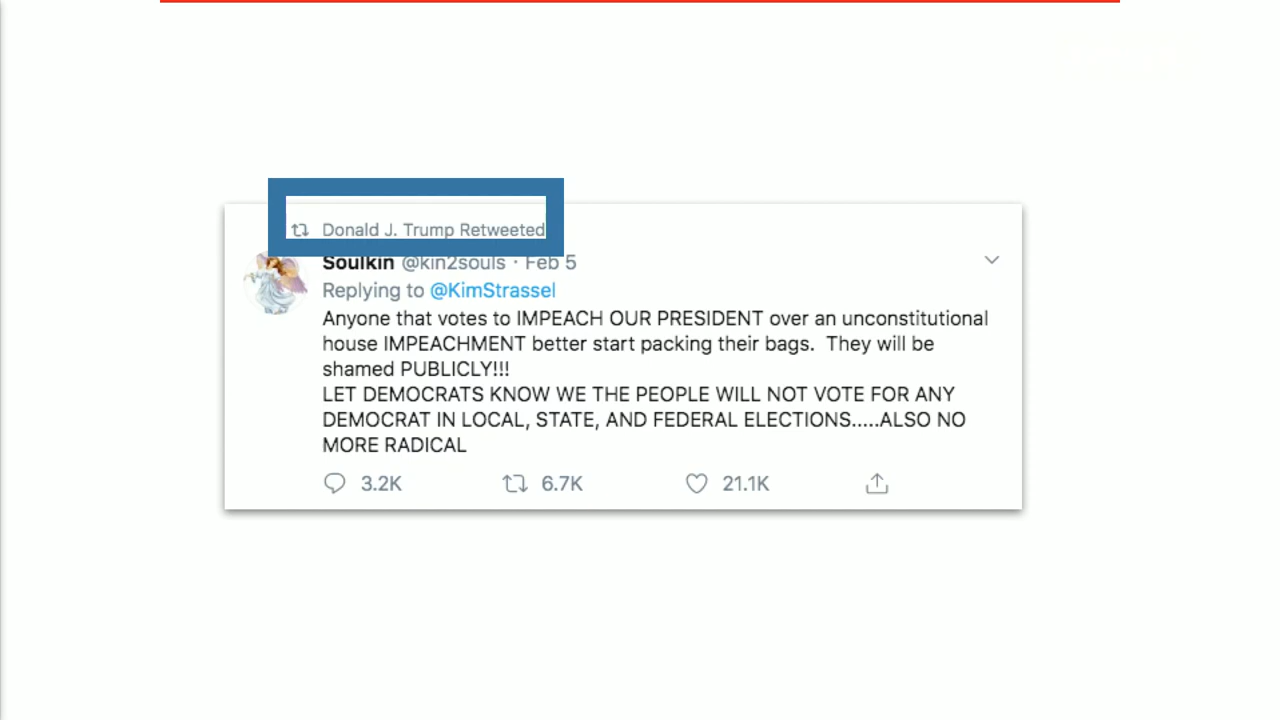 Donald J. Trump Retweeted
Soulkin @kin2souls · Feb 5
Replying to @KimStrassel
Anyone that votes to IMPEACH OUR PRESIDENT over an unconstitutional
house IMPEACHMENT better start packing their bags.  They will be
shamed PUBLICLY!!!
LET DEMOCRATS KNOW WE THE PEOPLE WILL NOT VOTE FOR ANY
DEMOCRAT IN LOCAL, STATE, AND FEDERAL ELECTIONS.....ALSO NO
MORE RADICAL
3.2K 6.7K 21.1K